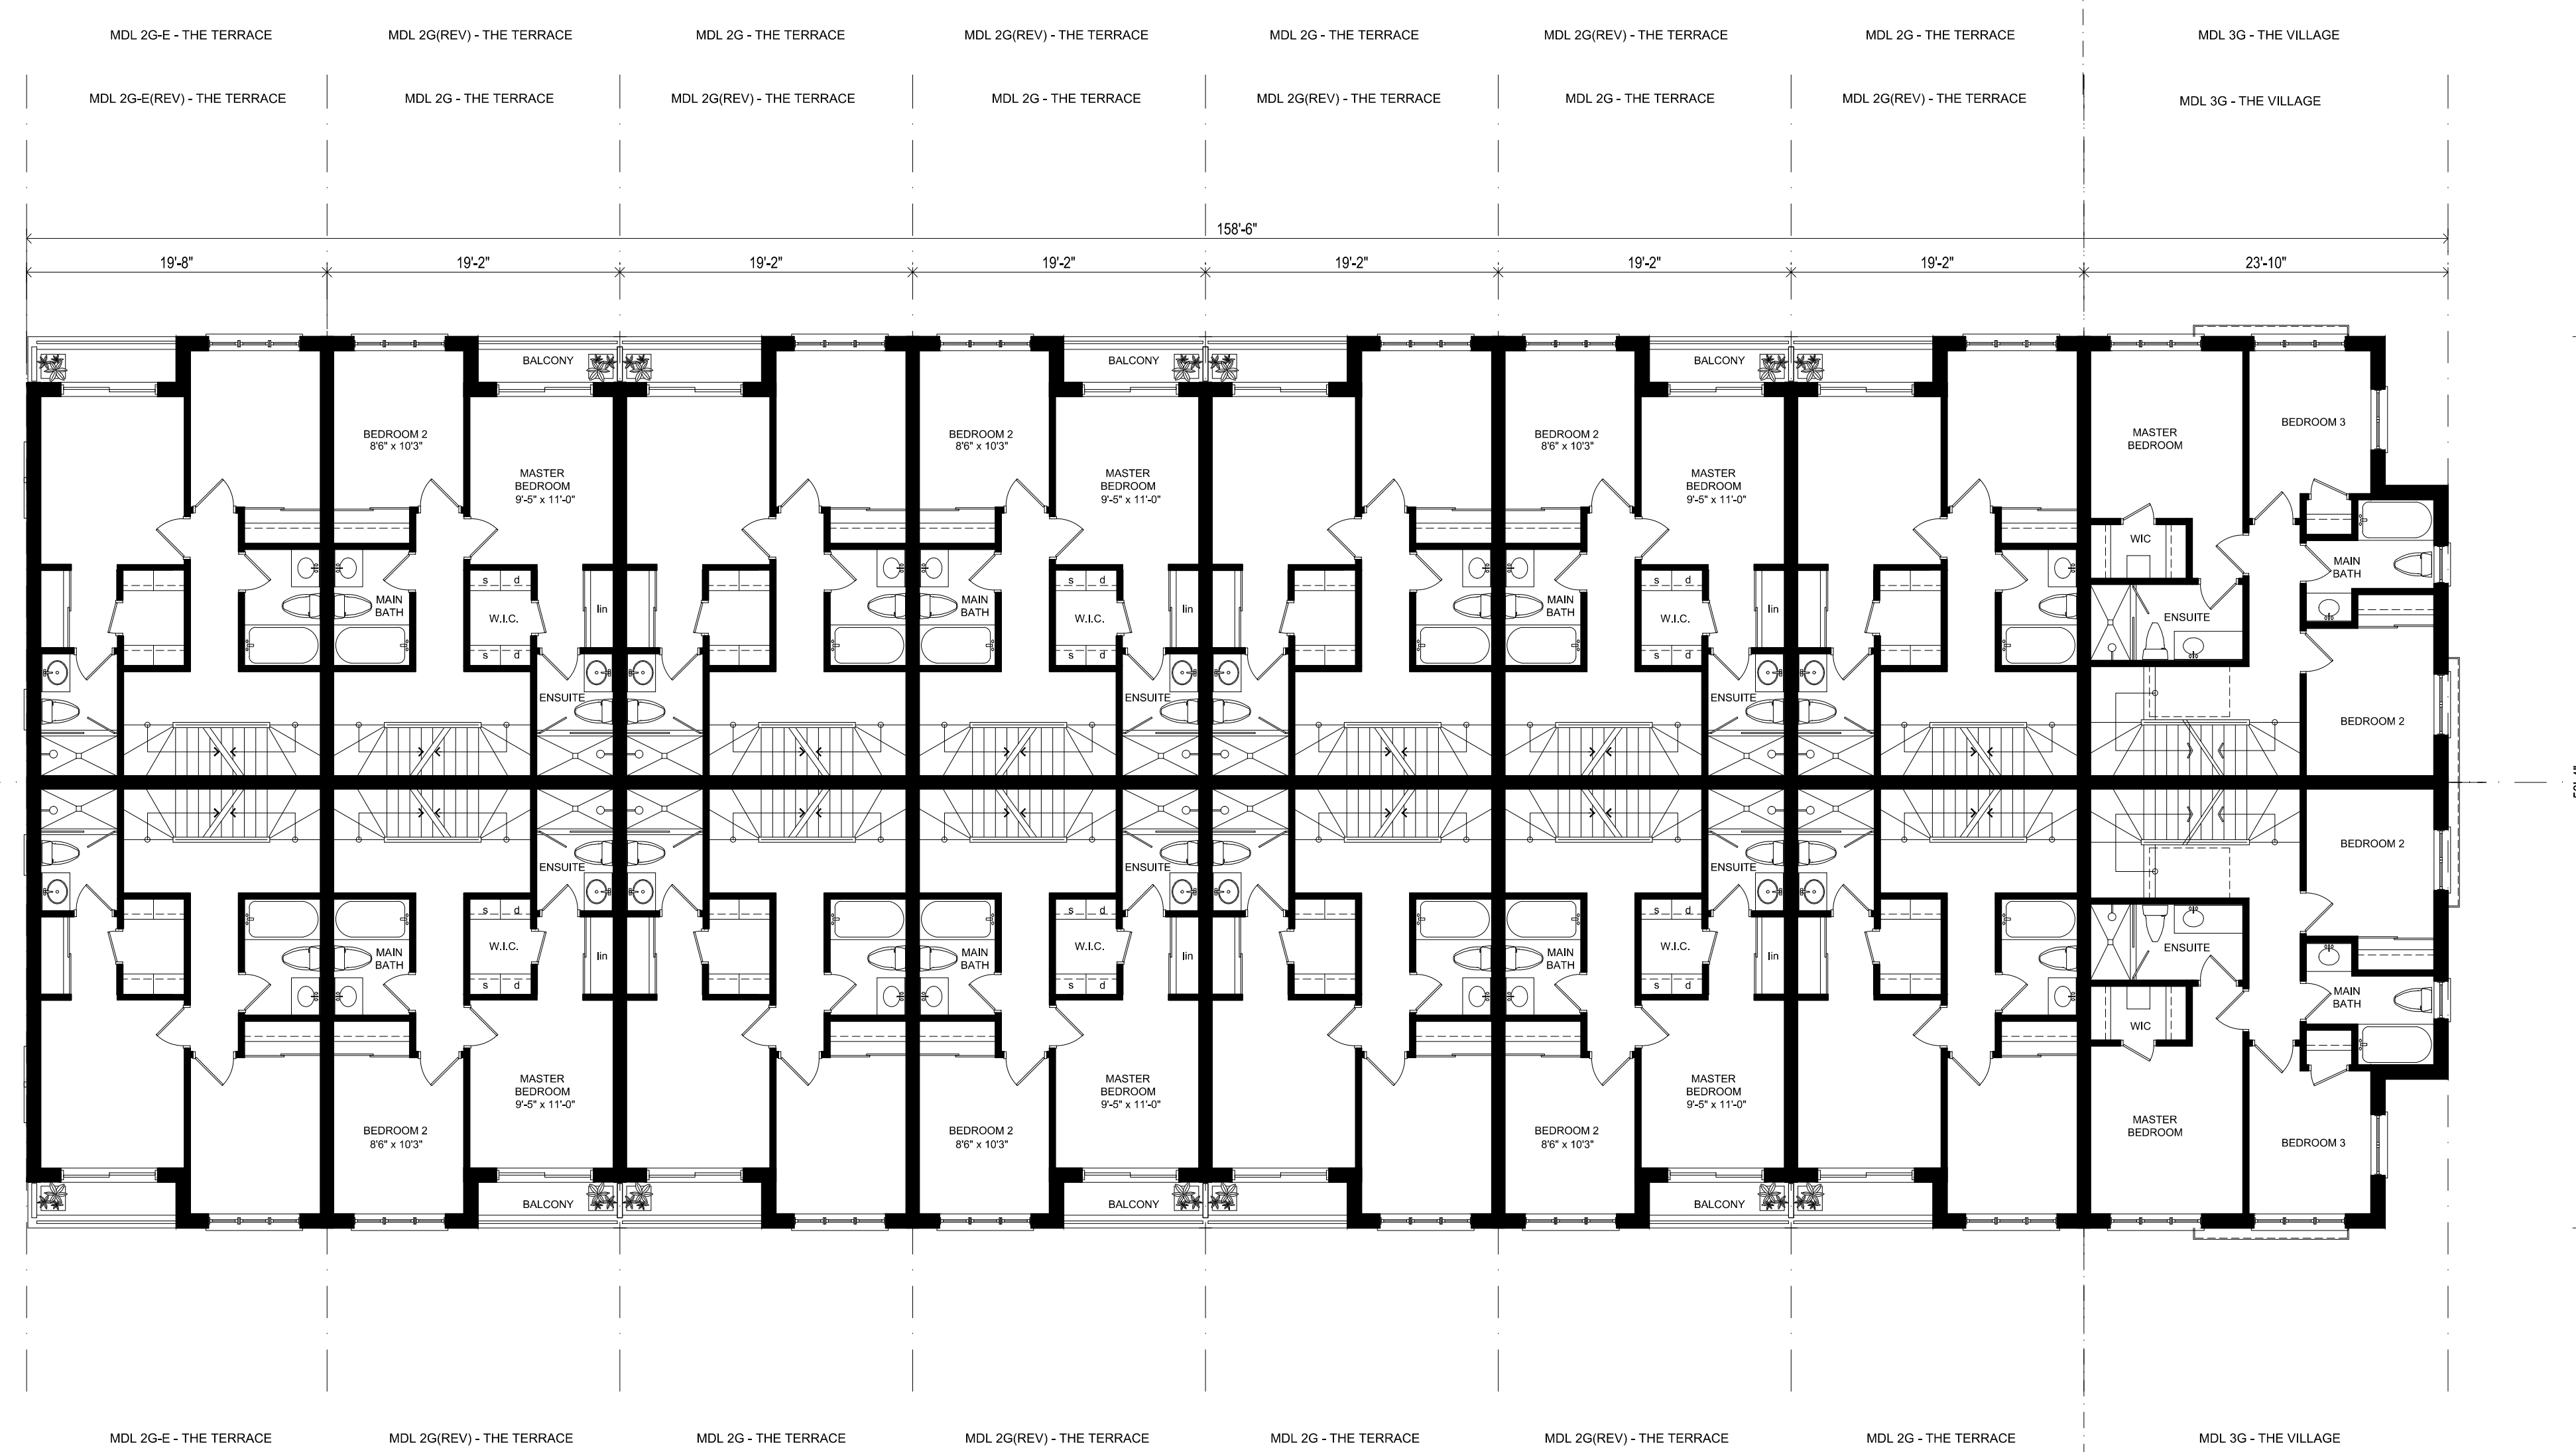 MDL 2G-E - THE TERRACE
MDL 2G(REV) - THE TERRACE
MDL 2G - THE TERRACE
MDL 2G(REV) - THE TERRACE
MDL 2G - THE TERRACE
MDL 2G(REV) - THE TERRACE
MDL 2G - THE TERRACE
MDL 3G - THE VILLAGE
MDL 2G-E(REV) - THE TERRACE
MDL 2G - THE TERRACE
MDL 2G(REV) - THE TERRACE
MDL 2G - THE TERRACE
MDL 2G(REV) - THE TERRACE
MDL 2G - THE TERRACE
MDL 2G(REV) - THE TERRACE
MDL 3G - THE VILLAGE
158'-6"
19'-8"
19'-2"
19'-2"
19'-2"
19'-2"
19'-2"
19'-2"
23'-10"
BALCONY
BALCONY
BALCONY
BEDROOM 2
8'6" x 10'3"
BEDROOM 2
8'6" x 10'3"
BEDROOM 2
8'6" x 10'3"
MASTER
BEDROOM
BEDROOM 3
MASTER
BEDROOM
9'-5" x 11'-0"
MASTER
BEDROOM
9'-5" x 11'-0"
MASTER
BEDROOM
9'-5" x 11'-0"
WIC
MAIN
BATH
s d
s d
s d
MAIN
BATH
W.I.C.
lin
MAIN
BATH
W.I.C.
lin
MAIN
BATH
W.I.C.
lin
ENSUITE
s d
s d
s d
ENSUITE
ENSUITE
ENSUITE
BEDROOM 2
BEDROOM 2
ENSUITE
ENSUITE
ENSUITE
s d
s d
s d
MAIN
BATH
W.I.C.
lin
MAIN
BATH
W.I.C.
lin
MAIN
BATH
W.I.C.
lin
ENSUITE
s d
s d
s d
MAIN
BATH
WIC
MASTER
BEDROOM
9'-5" x 11'-0"
MASTER
BEDROOM
9'-5" x 11'-0"
MASTER
BEDROOM
9'-5" x 11'-0"
BEDROOM 2
8'6" x 10'3"
BEDROOM 2
8'6" x 10'3"
BEDROOM 2
8'6" x 10'3"
MASTER
BEDROOM
BEDROOM 3
BALCONY
BALCONY
BALCONY
MDL 2G-E - THE TERRACE
MDL 2G(REV) - THE TERRACE
MDL 2G - THE TERRACE
MDL 2G(REV) - THE TERRACE
MDL 2G - THE TERRACE
MDL 2G(REV) - THE TERRACE
MDL 2G - THE TERRACE
MDL 3G - THE VILLAGE